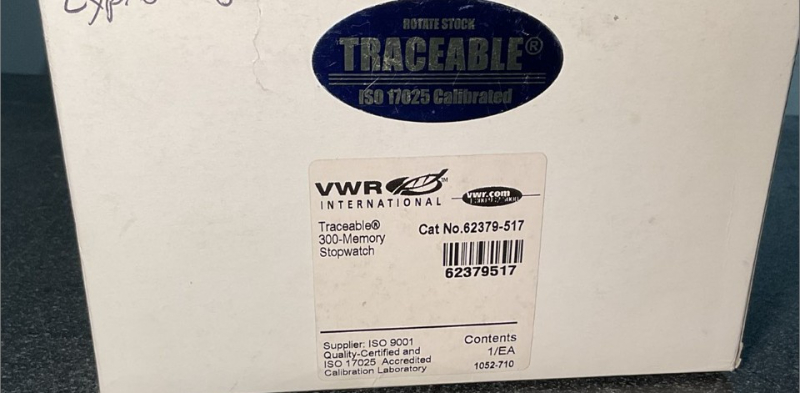 ROTATE STOCK
TRACEABLE®
ISO 17025 Calibrated
VWR™
INTERNATIONAL
vwr.com
Traceable®
300-Memory
Stopwatch
Cat No.62379-517
62379517
Supplier: ISO 9001
Quality-Certified and
ISO 17025 Accredited
Calibration Laboratory
Contents
1/EA
1052-710